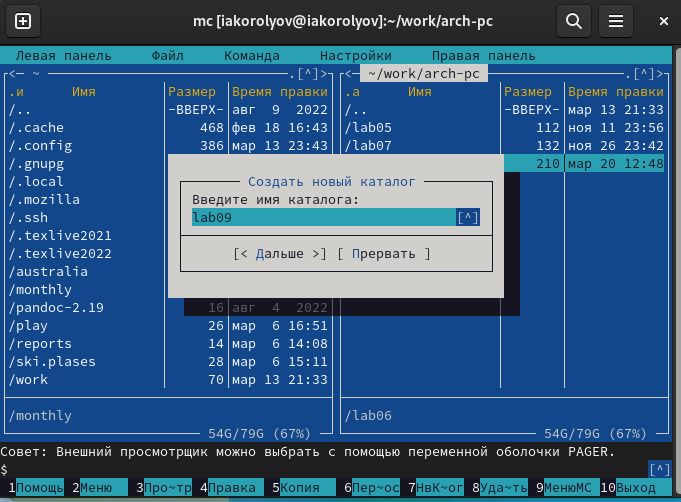 mc [iakorolyov@iakorolyov]:~/work/arch-pc
Левая панель Файл Команда Настройки Правая панель
<─ ~ .[^]> <─ ~/work/arch-pc .[^]>
.и Имя Размер Время правки .а Имя Размер Время правки
/.. -ВВЕРХ- авг 9 2022 /.. -ВВЕРХ- мар 13 21:33
/.cache 468 фев 18 16:43 /lab05 112 ноя 11 23:56
/.config 386 мар 13 23:43 /lab07 132 ноя 26 23:42
/.gnupg 210 мар 20 12:48
/.local Создать новый каталог
/.mozilla Введите имя каталога:
/.ssh lab09 [^]
/.texlive2021
/.texlive2022 [< Дальше >] [ Прервать ]
/australia
/monthly
/pandoc-2.19 16 авг 4 2022
/play 26 мар 6 16:51
/reports 14 мар 6 14:08
/ski.plases 28 мар 6 15:11
/work 70 мар 13 21:33
/monthly /lab06
54G/79G (67%) 54G/79G (67%)
Совет: Внешний просмотрщик можно выбрать с помощью переменной оболочки PAGER.
$ [^]
1Помощь 2Меню 3Про~тр 4Правка 5Копия 6Пер~ос 7НвК~ог 8Уда~ть 9МенюМС 10Выход